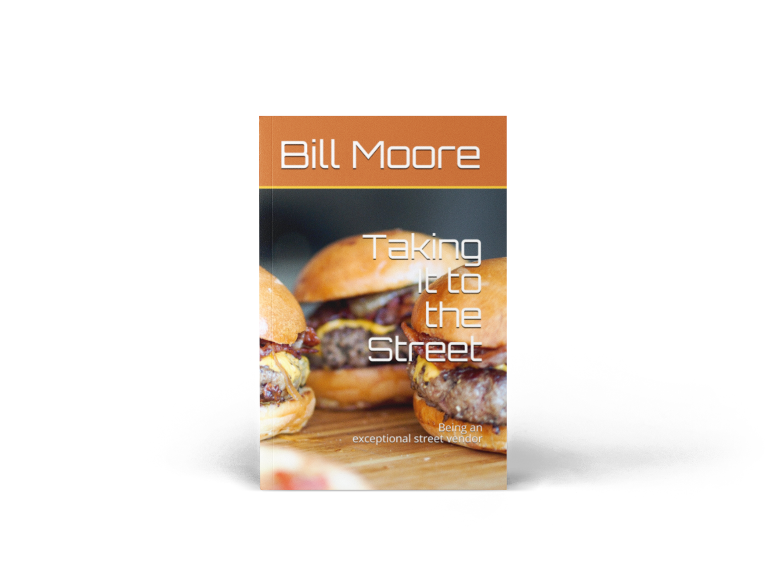 Bill Moore
Taking
It to
the
Street
Being an
exceptional street vendor